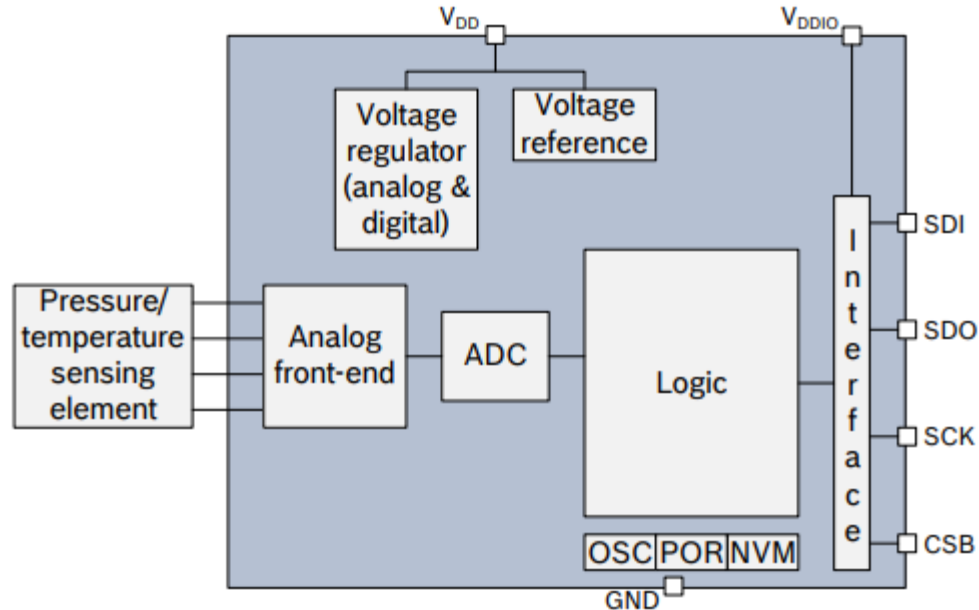 VDD
VDDIO
Voltage
regulator
(analog &
digital)
Voltage
reference
Interface
SDI
SDO
SCK
CSB
Pressure/
temperature
sensing
element
Analog
front-end
ADC
Logic
OSC POR NVM
GND